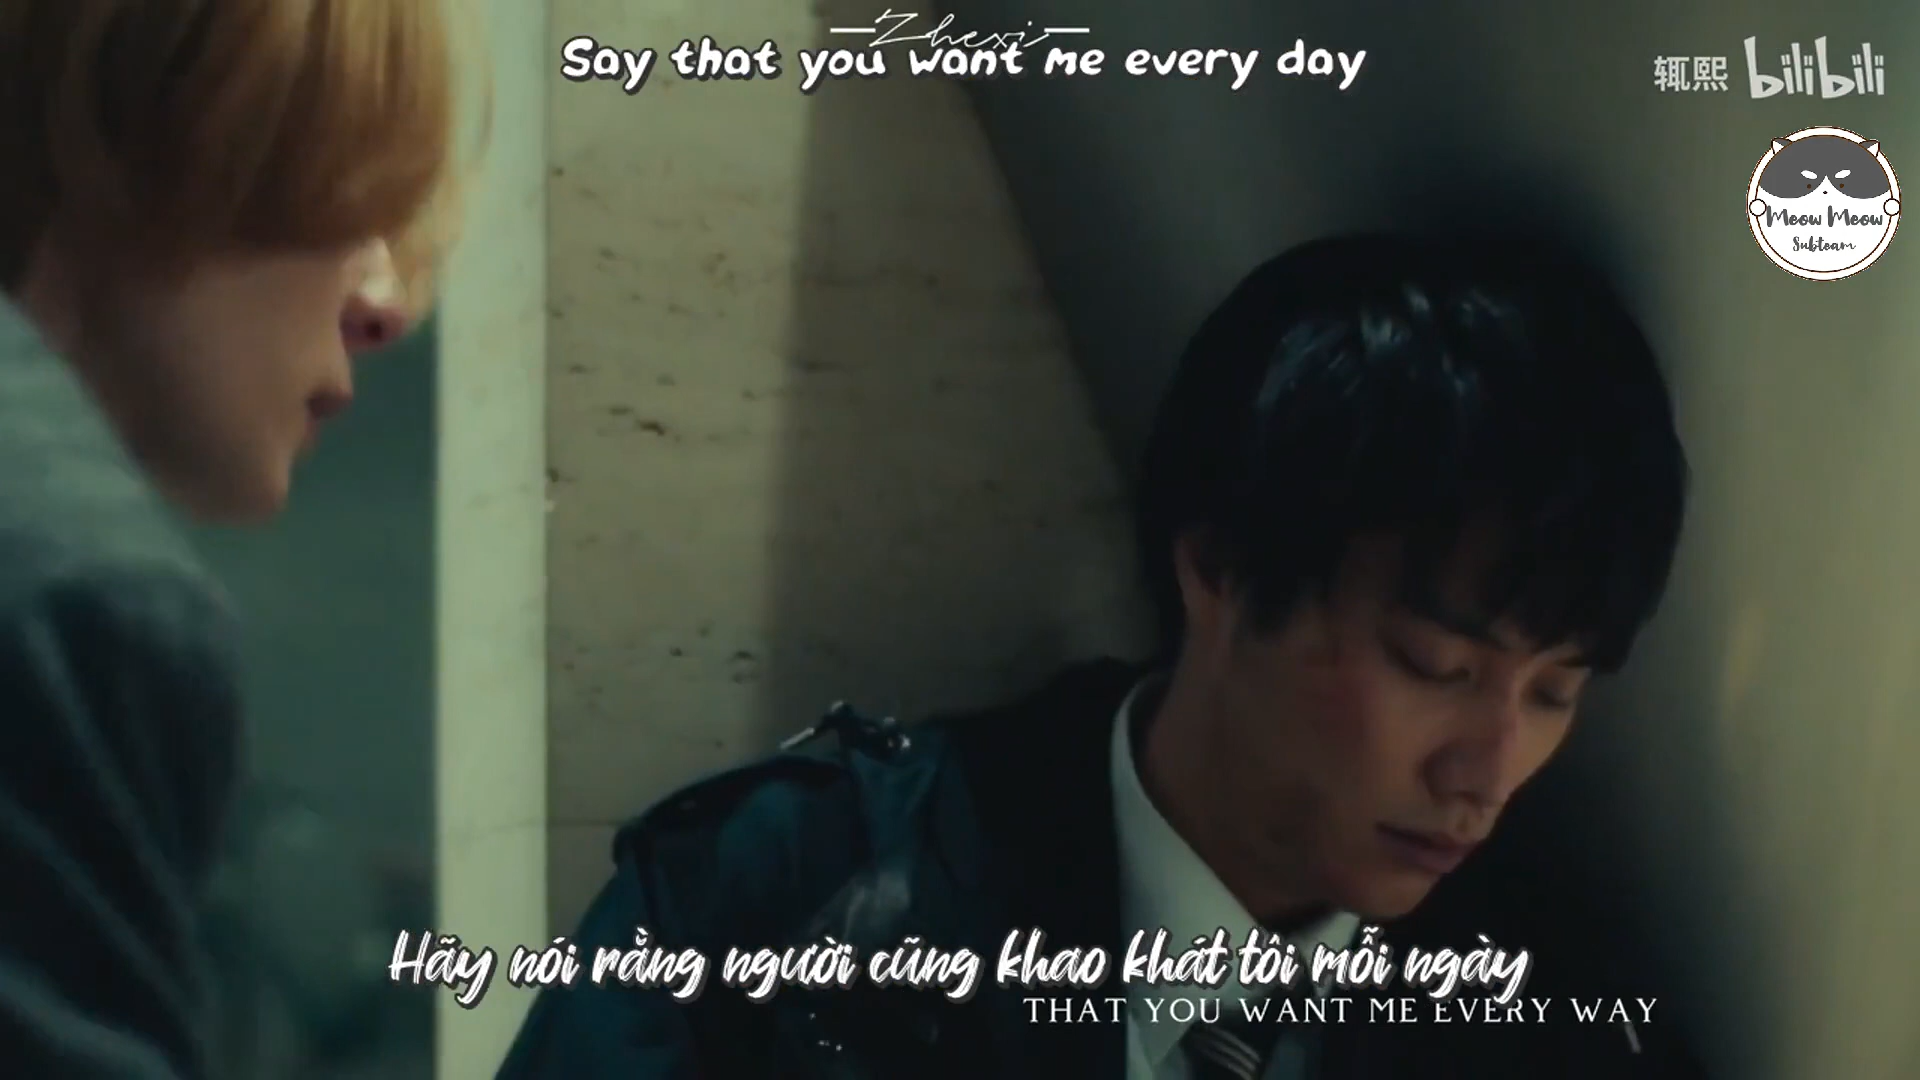 Zhexi
Say that you want me every day
辄熙 bilibili
Meow Meow
Subteam
Hãy nói rằng người cũng khao khát tôi mỗi ngày
THAT YOU WANT ME EVERY WAY